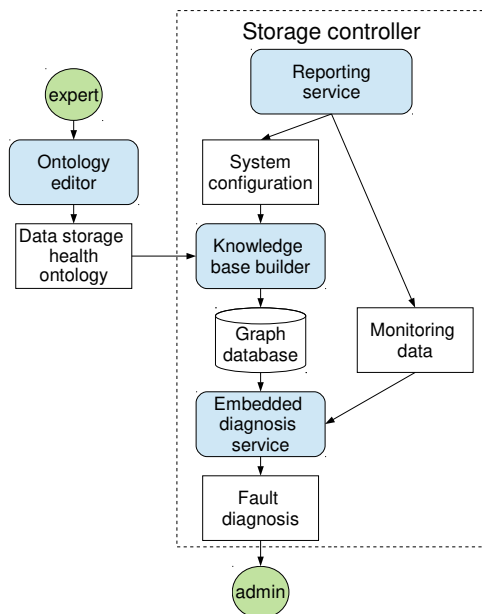 Storage controller
Reporting
service
expert
Ontology
editor
System
configuration
Data storage
health
ontology
Knowledge
base builder
Graph
database
Monitoring
data
Embedded
diagnosis
service
Fault
diagnosis
admin